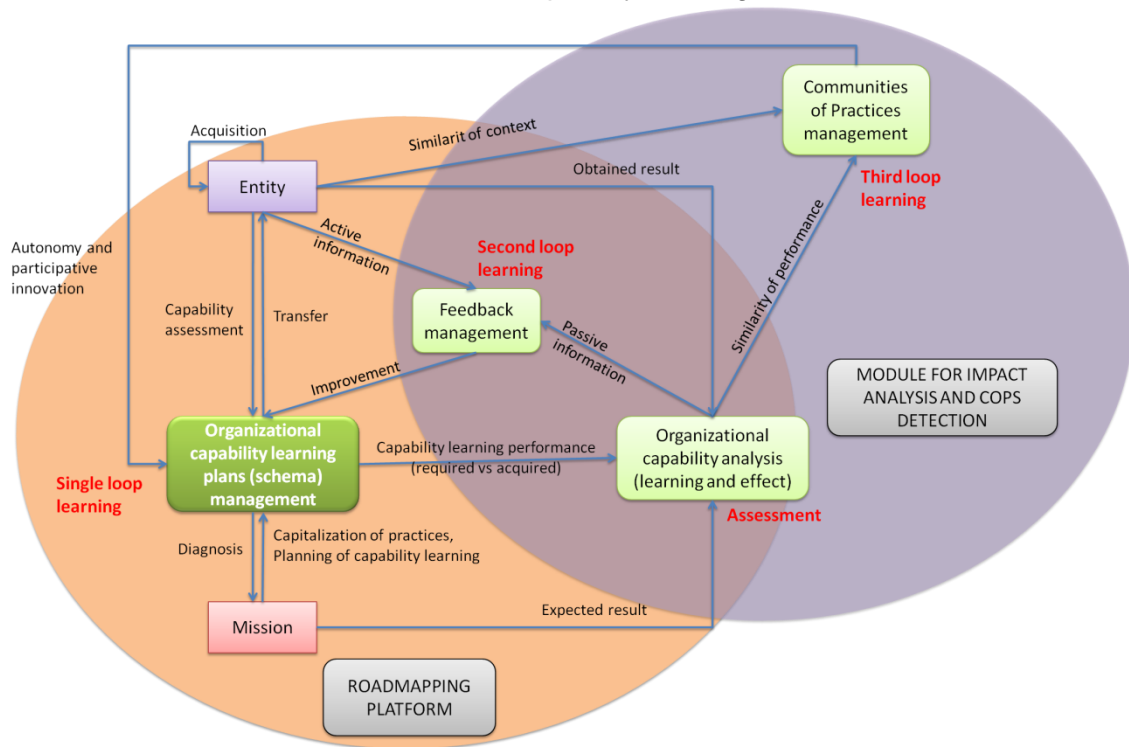 Communities
of Practices
management
Acquisition
Similarit of context
Obtained result
Entity
Third loop
learning
Active
information
Second loop
learning
Autonomy and
participative
innovation
Similarity of performance
Capability
assessment
Transfer
Feedback
management
Passive
information
Improvement
MODULE FOR IMPACT
ANALYSIS AND COPS
DETECTION
Organizational
capability learning
plans (schema)
management
Capability learning performance
(required vs acquired)
Organizational
capability analysis
(learning and effect)
Single loop
learning
Assessment
Diagnosis
Capitalization of practices,
Planning of capability learning
Mission
Expected result
ROADMAPPING
PLATFORM